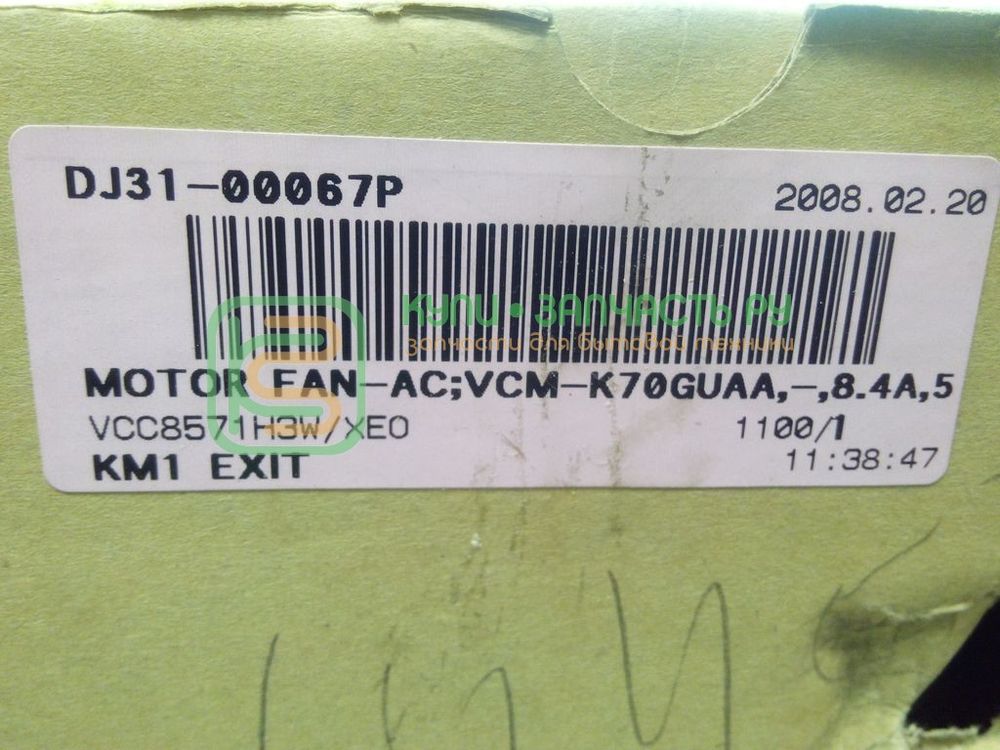 DJ31-00067P
2008.02.20
КУПИ•ЗАПЧАСТЬ РУ
запчасти для бытовой техники
MOTOR FAN-AC;VCM-K70GUAA,-,8.4A,5
VCC8571H3W/XEO
1100/1
KM1 EXIT
11:38:47